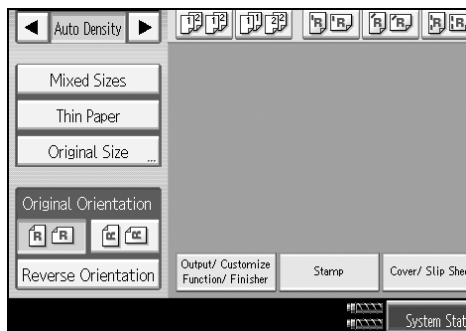 Auto Density
Mixed Sizes
Thin Paper
Original Size ...
Original Orientation
R R R R
Reverse Orientation
Output/ Customize
Function/ Finisher
Stamp
Cover/ Slip Shee
System Stat